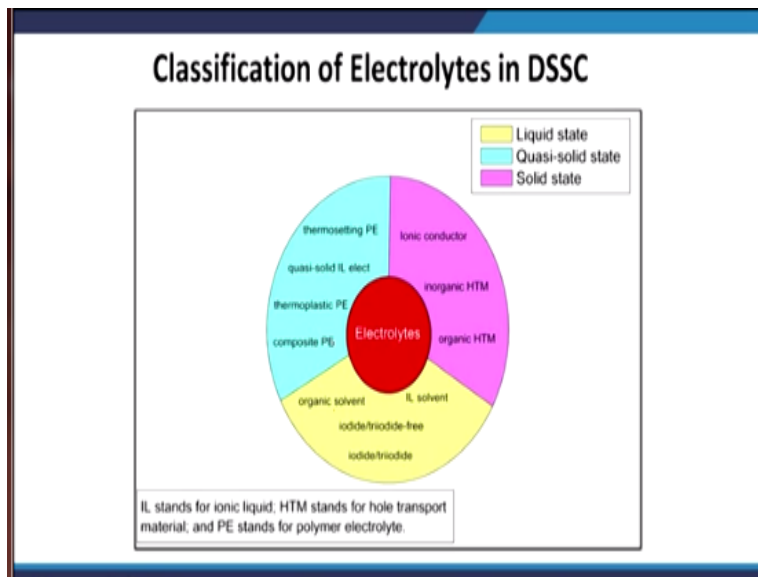 Classification of Electrolytes in DSSC
Liquid state
Quasi-solid state
Solid state
thermosetting PE
quasi-solid IL elect
thermoplastic PE
composite PE
Ionic conductor
inorganic HTM
organic HTM
Electrolytes
organic solvent
IL solvent
iodide/triiodide-free
iodide/triiodide
IL stands for ionic liquid; HTM stands for hole transport
material; and PE stands for polymer electrolyte.